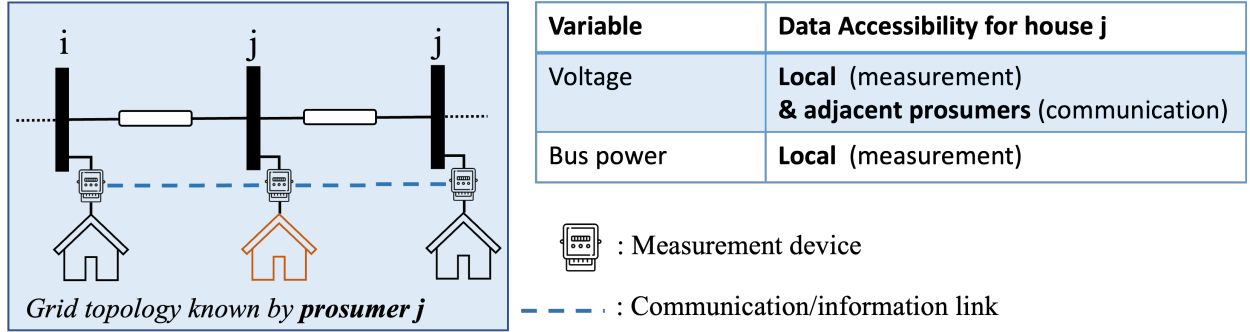 i
j
j
Grid topology known by prosumer j
Variable
Data Accessibility for house j
Voltage
Local (measurement)
& adjacent prosumers (communication)
Bus power
Local (measurement)
: Measurement device
: Communication/information link